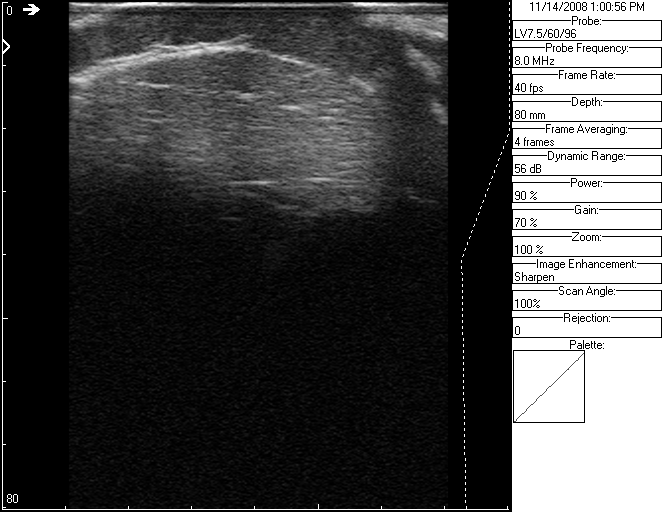 0
80
11/14/2008 1:00:56 PM
Probe:
LV7.5/60/96
Probe Frequency:
8.0 MHz
Frame Rate:
40 fps
Depth:
80 mm
Frame Averaging:
4 frames
Dynamic Range:
56 dB
Power:
90 %
Gain:
70 %
Zoom:
100 %
Image Enhancement:
Sharpen
Scan Angle:
100%
Rejection:
0
Palette: